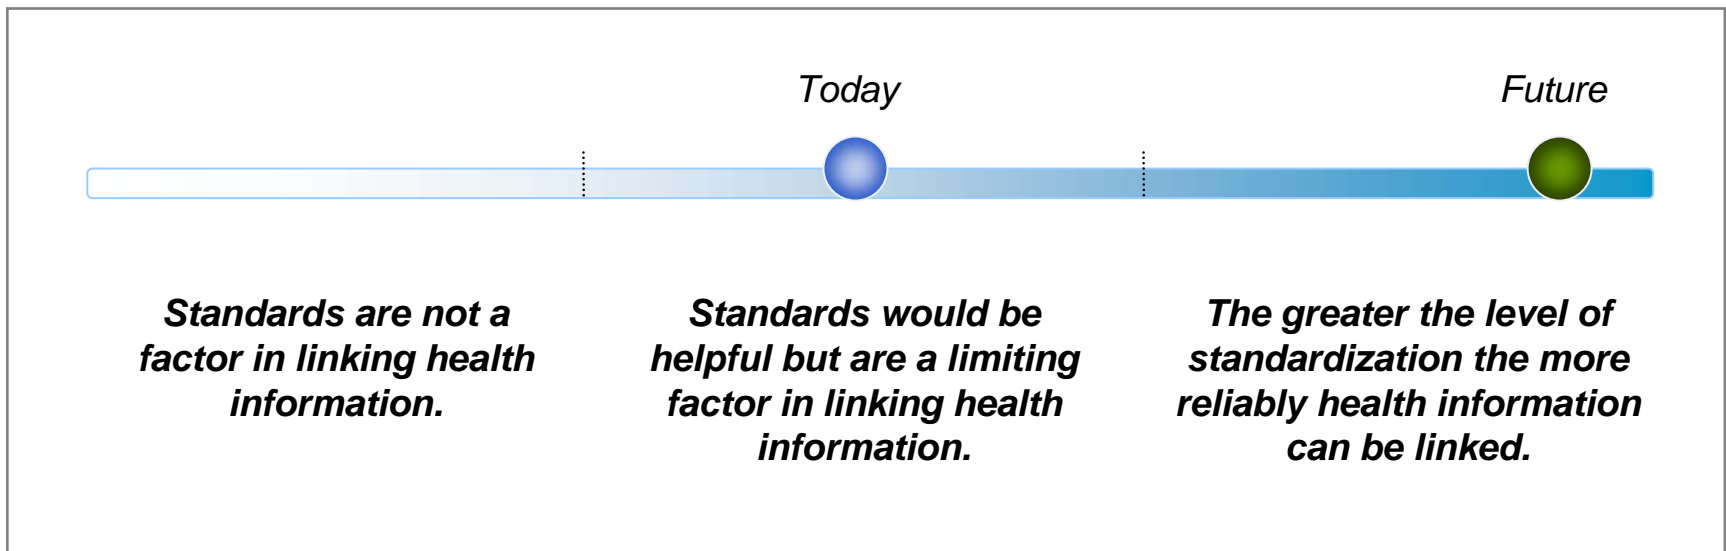 Today
Future
Standards are not a
factor in linking health
information.
Standards would be
helpful but are a limiting
factor in linking health
information.
The greater the level of
standardization the more
reliably health information
can be linked.